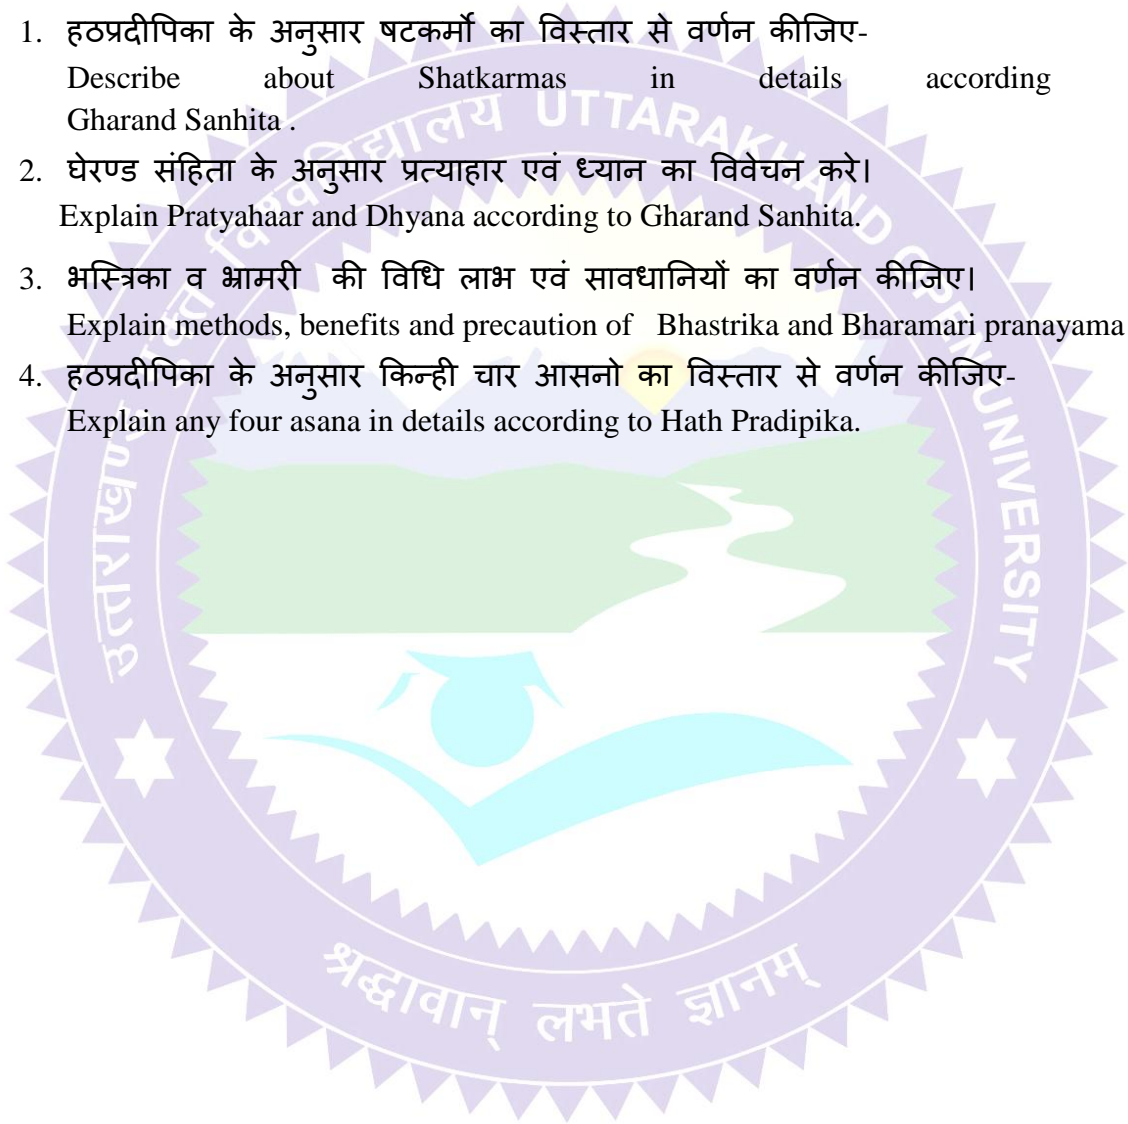 1. हठप्रदीपिका के अनुसार षटकर्मो का विस्तार से वर्णन कीजिए-
Describe about Shatkarmas in details according
Gharand Sanhita .
2. घेरण्ड संहिता के अनुसार प्रत्याहार एवं ध्यान का विवेचन करे।
Explain Pratyahaar and Dhyana according to Gharand Sanhita.
3. भस्त्रिका व भ्रामरी की विधि लाभ एवं सावधानियों का वर्णन कीजिए।
Explain methods, benefits and precaution of Bhastrika and Bharamari pranayama
4. हठप्रदीपिका के अनुसार किन्ही चार आसनो का विस्तार से वर्णन कीजिए-
Explain any four asana in details according to Hath Pradipika.
उत्तराखण्ड मुक्त विश्वविद्यालय UTTARAKHAND OPEN UNIVERSITY
श्रद्धावान् लभते ज्ञानम्